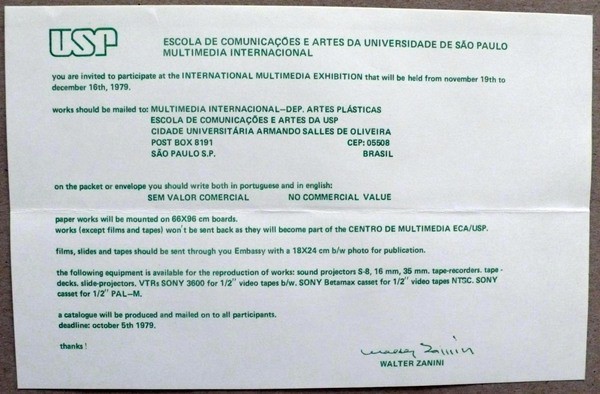 USP
ESCOLA DE COMUNICAÇÕES E ARTES DA UNIVERSIDADE DE SÃO PAULO
MULTIMEDIA INTERNACIONAL
you are invited to participate at the INTERNATIONAL MULTIMEDIA EXHIBITION that will be held from november 19th to
december 16th, 1979.
works should be mailed to: MULTIMEDIA INTERNACIONAL–DEP. ARTES PLÁSTICAS
ESCOLA DE COMUNICAÇÕES E ARTES DA USP
CIDADE UNIVERSITÁRIA ARMANDO SALLES DE OLIVEIRA
POST BOX 8191 CEP: 05508
SÃO PAULO S.P. BRASIL
on the packet or envelope you should write both in portuguese and in english:
SEM VALOR COMERCIAL NO COMMERCIAL VALUE
paper works will be mounted on 66X96 cm boards.
works (except films and tapes) won't be sent back as they will become part of the CENTRO DE MULTIMEDIA ECA/USP.
films, slides and tapes should be sent through you Embassy with a 18X24 cm b/w photo for publication.
the following equipment is available for the reproduction of works: sound projectors S-8, 16 mm, 35 mm. tape-recorders. tape -
decks. slide-projectors, VTRs SONY 3600 for 1/2" video tapes b/w. SONY Betamax casset for 1/2" video tapes NTSC. SONY
casset for 1/2" PAL–M.
a catalogue will be produced and mailed on to all participants.
deadline: october 5th 1979.
thanks!
Walter Zanini
WALTER ZANINI